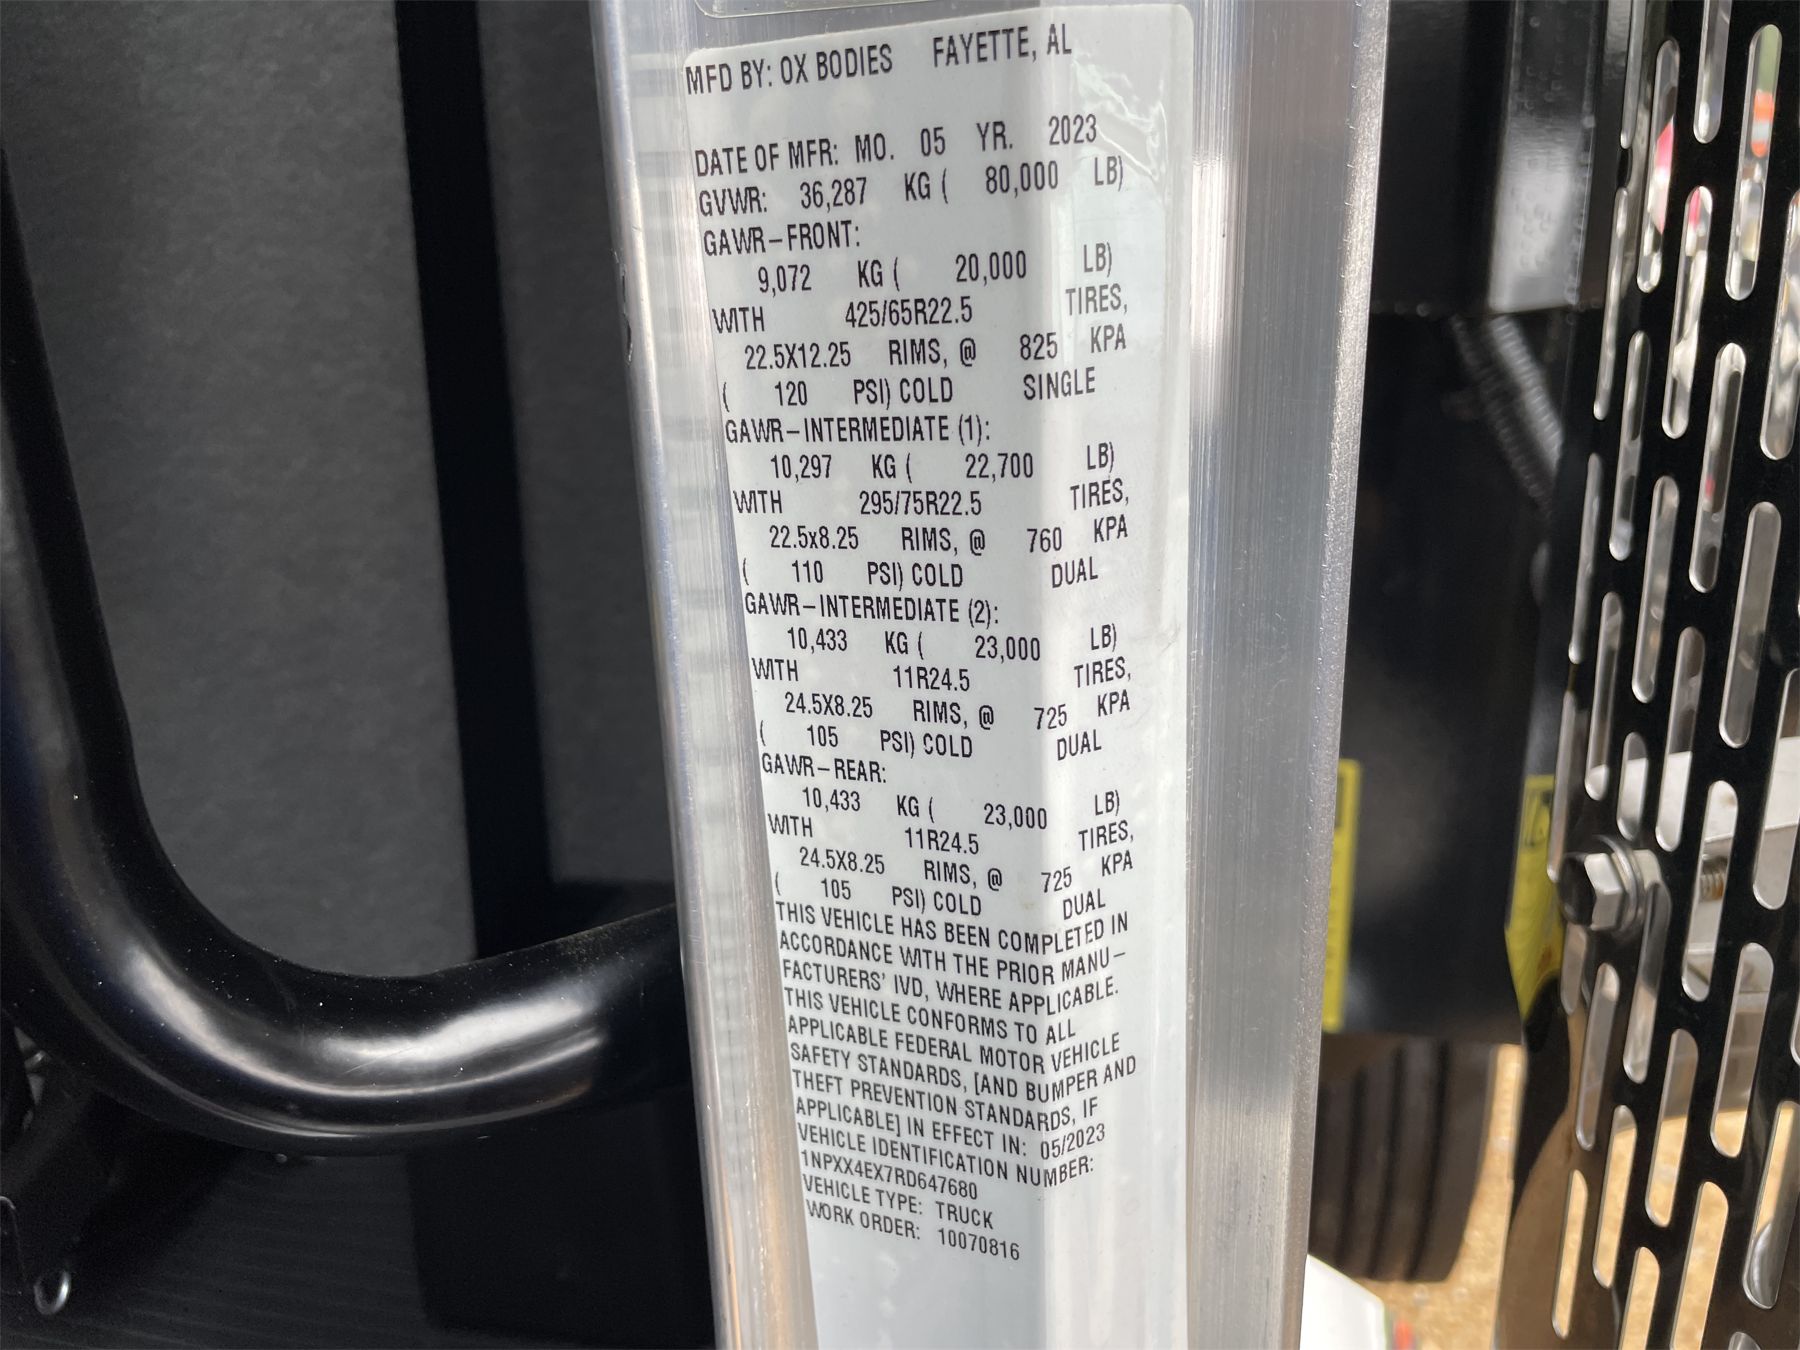 MFD BY: OX BODIES FAYETTE, AL
DATE OF MFR: MO. 05 YR. 2023
GVWR: 36,287 KG ( 80,000 LB)
GAWR–FRONT:
9,072 KG ( 20,000 LB)
WITH 425/65R22.5 TIRES,
22.5X12.25 RIMS, @ 825 KPA
( 120 PSI) COLD SINGLE
GAWR–INTERMEDIATE (1):
10,297 KG ( 22,700 LB)
WITH 295/75R22.5 TIRES,
22.5x8.25 RIMS, @ 760 KPA
( 110 PSI) COLD DUAL
GAWR–INTERMEDIATE (2):
10,433 KG ( 23,000 LB)
WITH 11R24.5 TIRES,
24.5X8.25 RIMS, @ 725 KPA
( 105 PSI) COLD DUAL
GAWR–REAR:
10,433 KG ( 23,000 LB)
WITH 11R24.5 TIRES,
24.5X8.25 RIMS, @ 725 KPA
( 105 PSI) COLD DUAL
THIS VEHICLE HAS BEEN COMPLETED IN
ACCORDANCE WITH THE PRIOR MANU–
FACTURERS' IVD, WHERE APPLICABLE.
THIS VEHICLE CONFORMS TO ALL
APPLICABLE FEDERAL MOTOR VEHICLE
SAFETY STANDARDS, [AND BUMPER AND
THEFT PREVENTION STANDARDS, IF
APPLICABLE] IN EFFECT IN: 05/2023
VEHICLE IDENTIFICATION NUMBER:
1NPXX4EX7RD647680
VEHICLE TYPE: TRUCK
WORK ORDER: 10070816